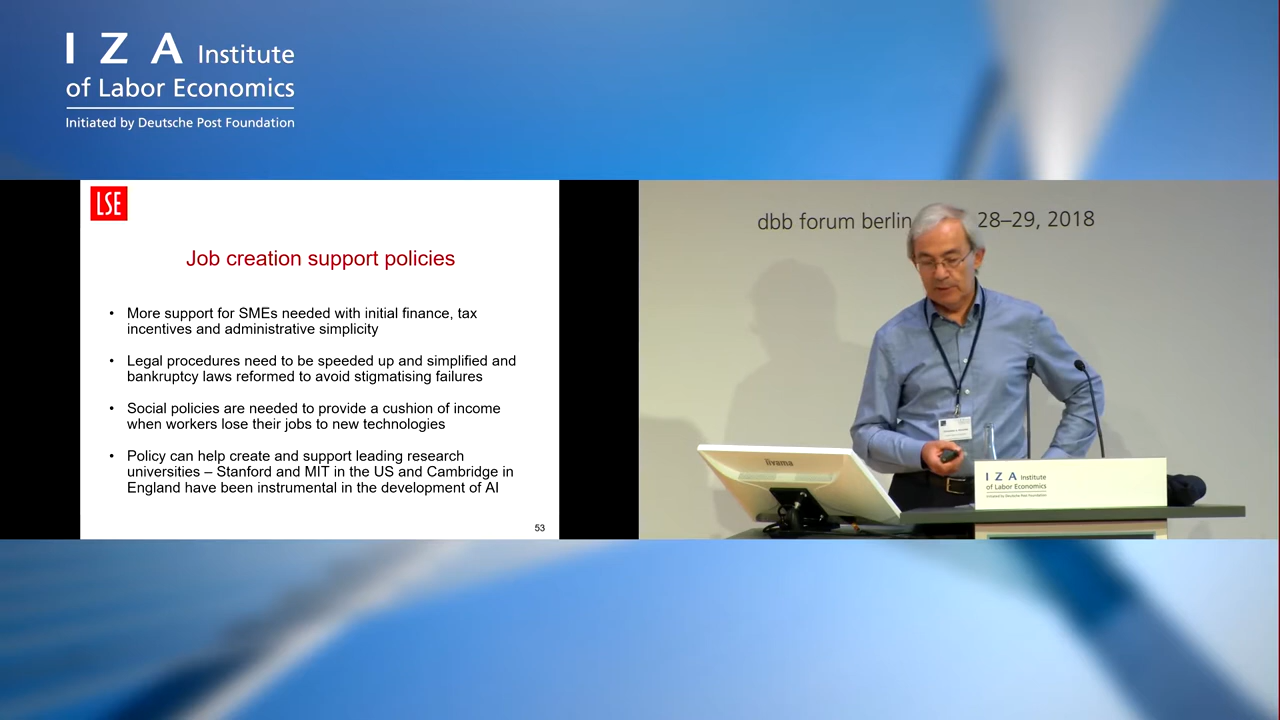 I Z A Institute
of Labor Economics
Initiated by Deutsche Post Foundation
LSE
Job creation support policies
• More support for SMEs needed with initial finance, tax
incentives and administrative simplicity
• Legal procedures need to be speeded up and simplified and
bankruptcy laws reformed to avoid stigmatising failures
• Social policies are needed to provide a cushion of income
when workers lose their jobs to new technologies
• Policy can help create and support leading research
universities – Stanford and MIT in the US and Cambridge in
England have been instrumental in the development of AI
53
dbb forum berlin 28–29, 2018
iiyama
I Z A Institute
of Labor Economics
Initiated by Deutsche Post Foundation